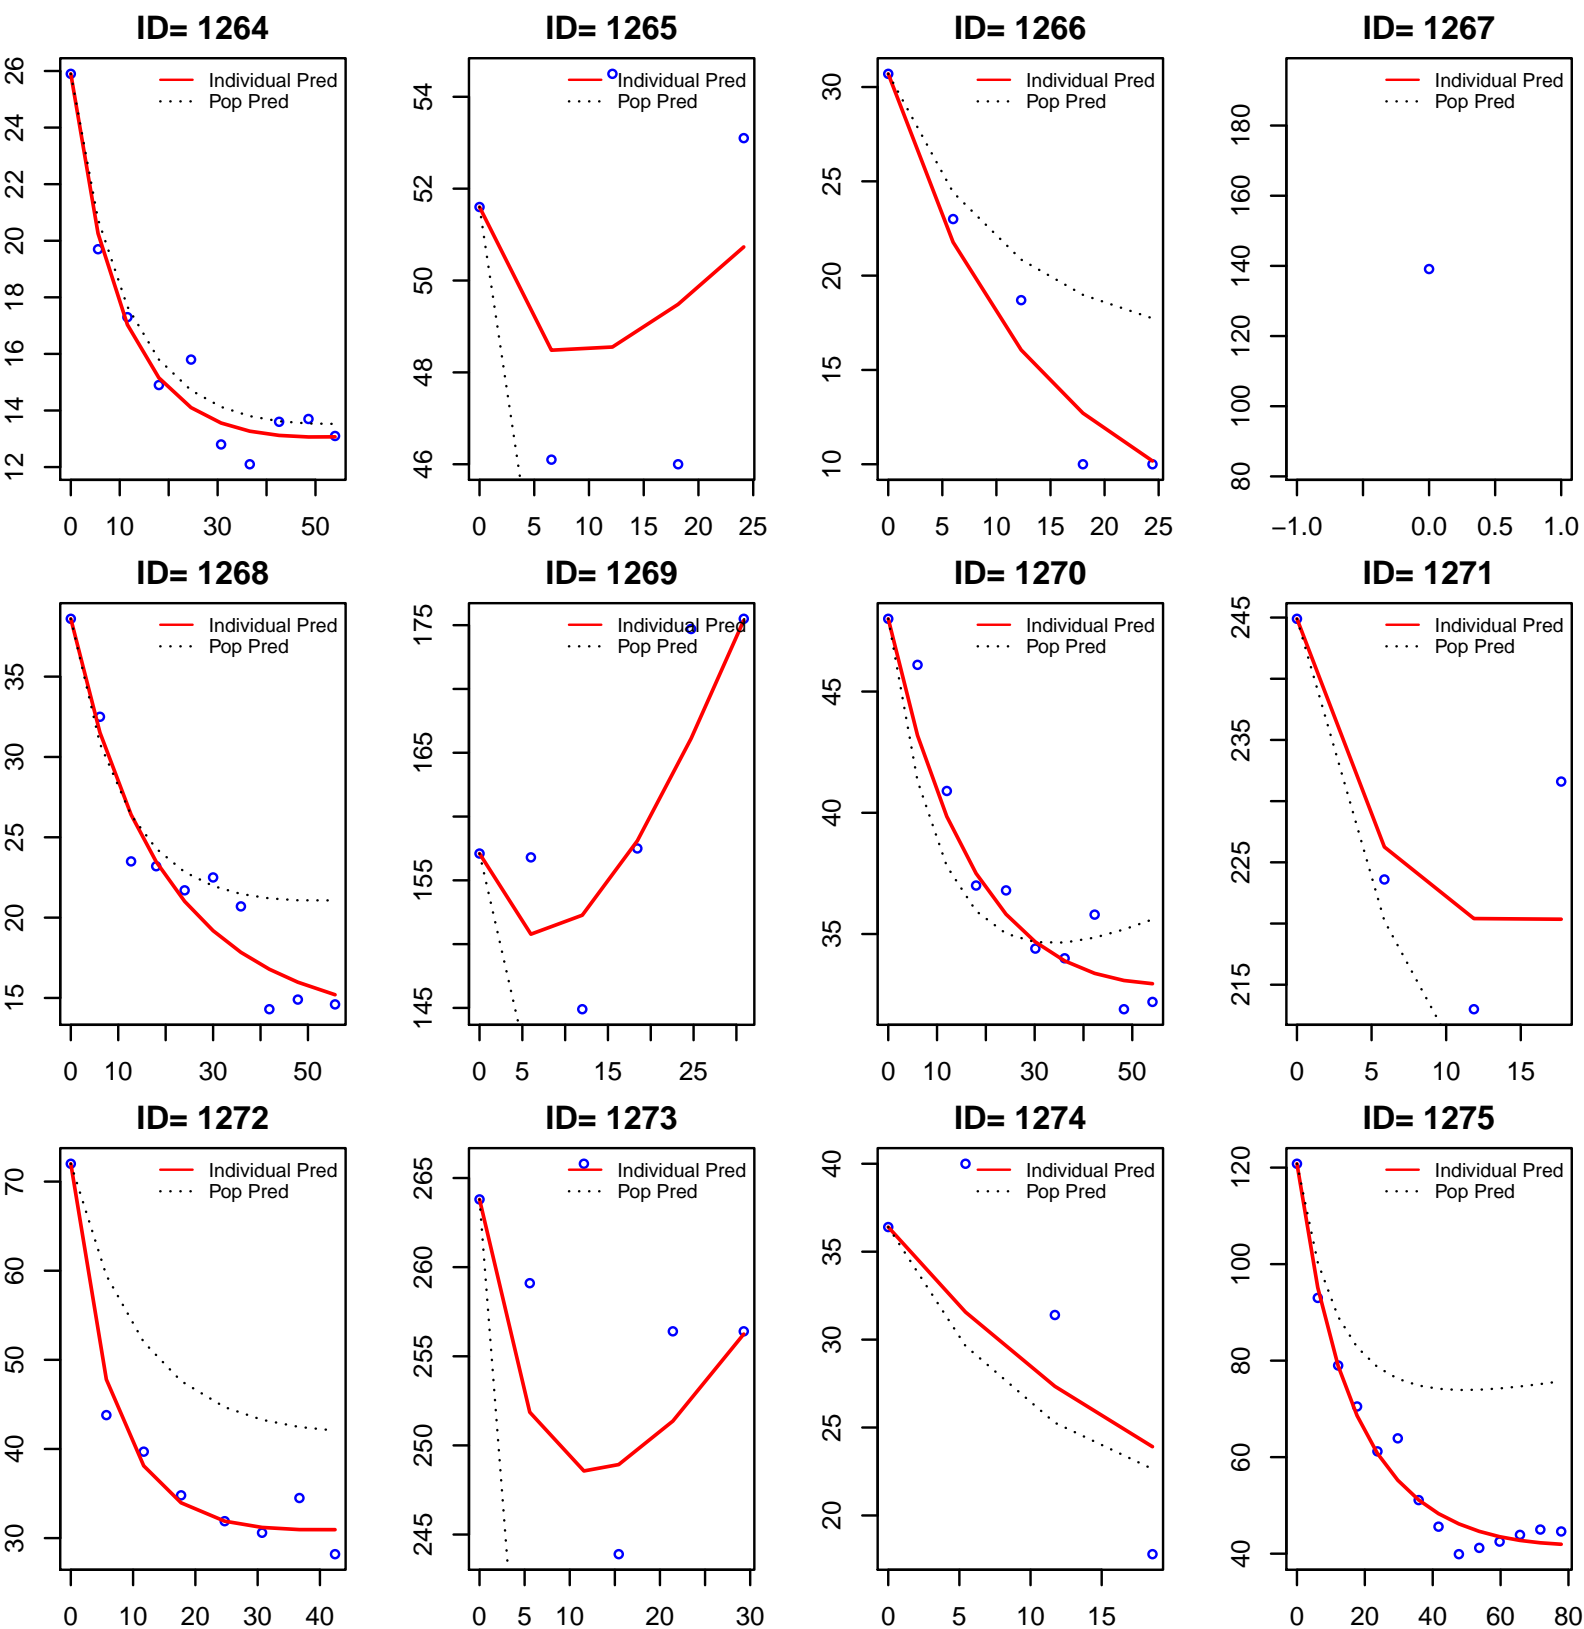 ID= 1264
Individual Pred
Pop Pred
12 14 16 18 20 22 24 26
0 10 30 50
ID= 1265
Individual Pred
Pop Pred
46 48 50 52 54
0 5 10 15 20 25
ID= 1266
Individual Pred
Pop Pred
10 15 20 25 30
0 5 10 15 20 25
ID= 1267
Individual Pred
Pop Pred
80 100 120 140 160 180
−1.0 0.0 0.5 1.0
ID= 1268
Individual Pred
Pop Pred
15 20 25 30 35
0 10 30 50
ID= 1269
Individual Pred
Pop Pred
145 155 165 175
0 5 15 25
ID= 1270
Individual Pred
Pop Pred
35 40 45
0 10 30 50
ID= 1271
Individual Pred
Pop Pred
215 225 235 245
0 5 10 15
ID= 1272
Individual Pred
Pop Pred
30 40 50 60 70
0 10 20 30 40
ID= 1273
Individual Pred
Pop Pred
245 250 255 260 265
0 5 10 20 30
ID= 1274
Individual Pred
Pop Pred
20 25 30 35 40
0 5 10 15
ID= 1275
Individual Pred
Pop Pred
40 60 80 100 120
0 20 40 60 80